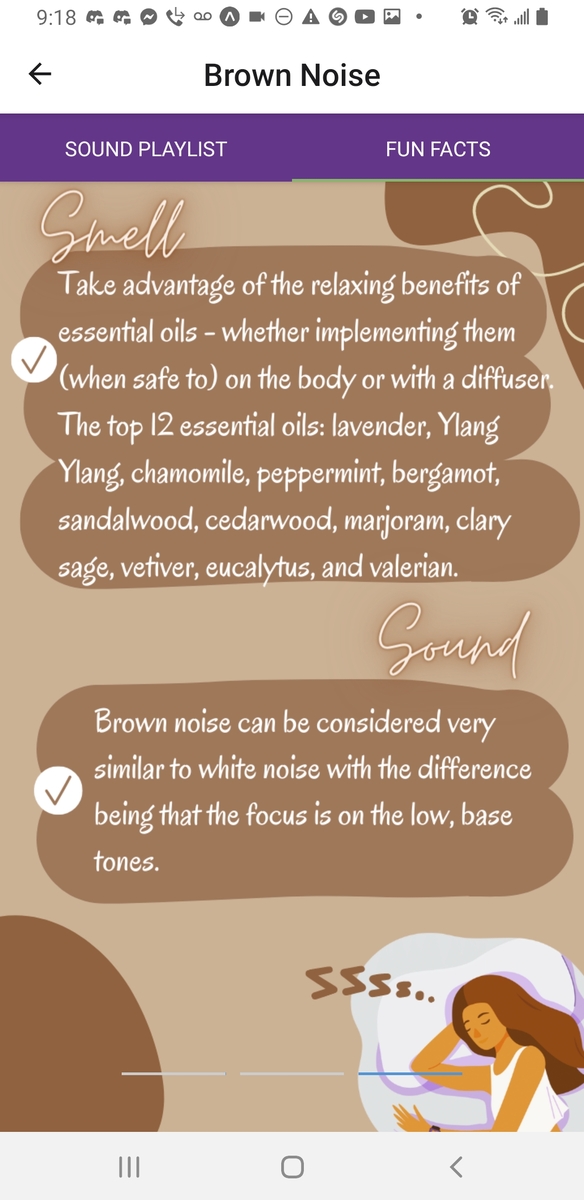 9:18
Brown Noise
SOUND PLAYLIST FUN FACTS
Smell
Take advantage of the relaxing benefits of
essential oils - whether implementing them
(when safe to) on the body or with a diffuser.
The top 12 essential oils: lavender, Ylang
Ylang, chamomile, peppermint, bergamot,
sandalwood, cedarwood, marjoram, clary
sage, vetiver, eucalytus, and valerian.
Sound
Brown noise can be considered very
similar to white noise with the difference
being that the focus is on the low, base
tones.
SSSs..